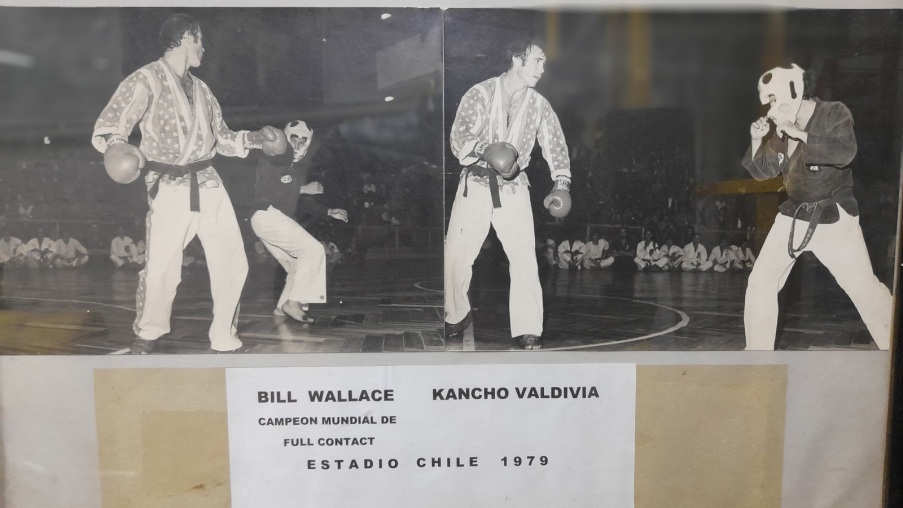 BILL WALLACE KANCHO VALDIVIA
CAMPEON MUNDIAL DE
FULL CONTACT
ESTADIO CHILE 1979